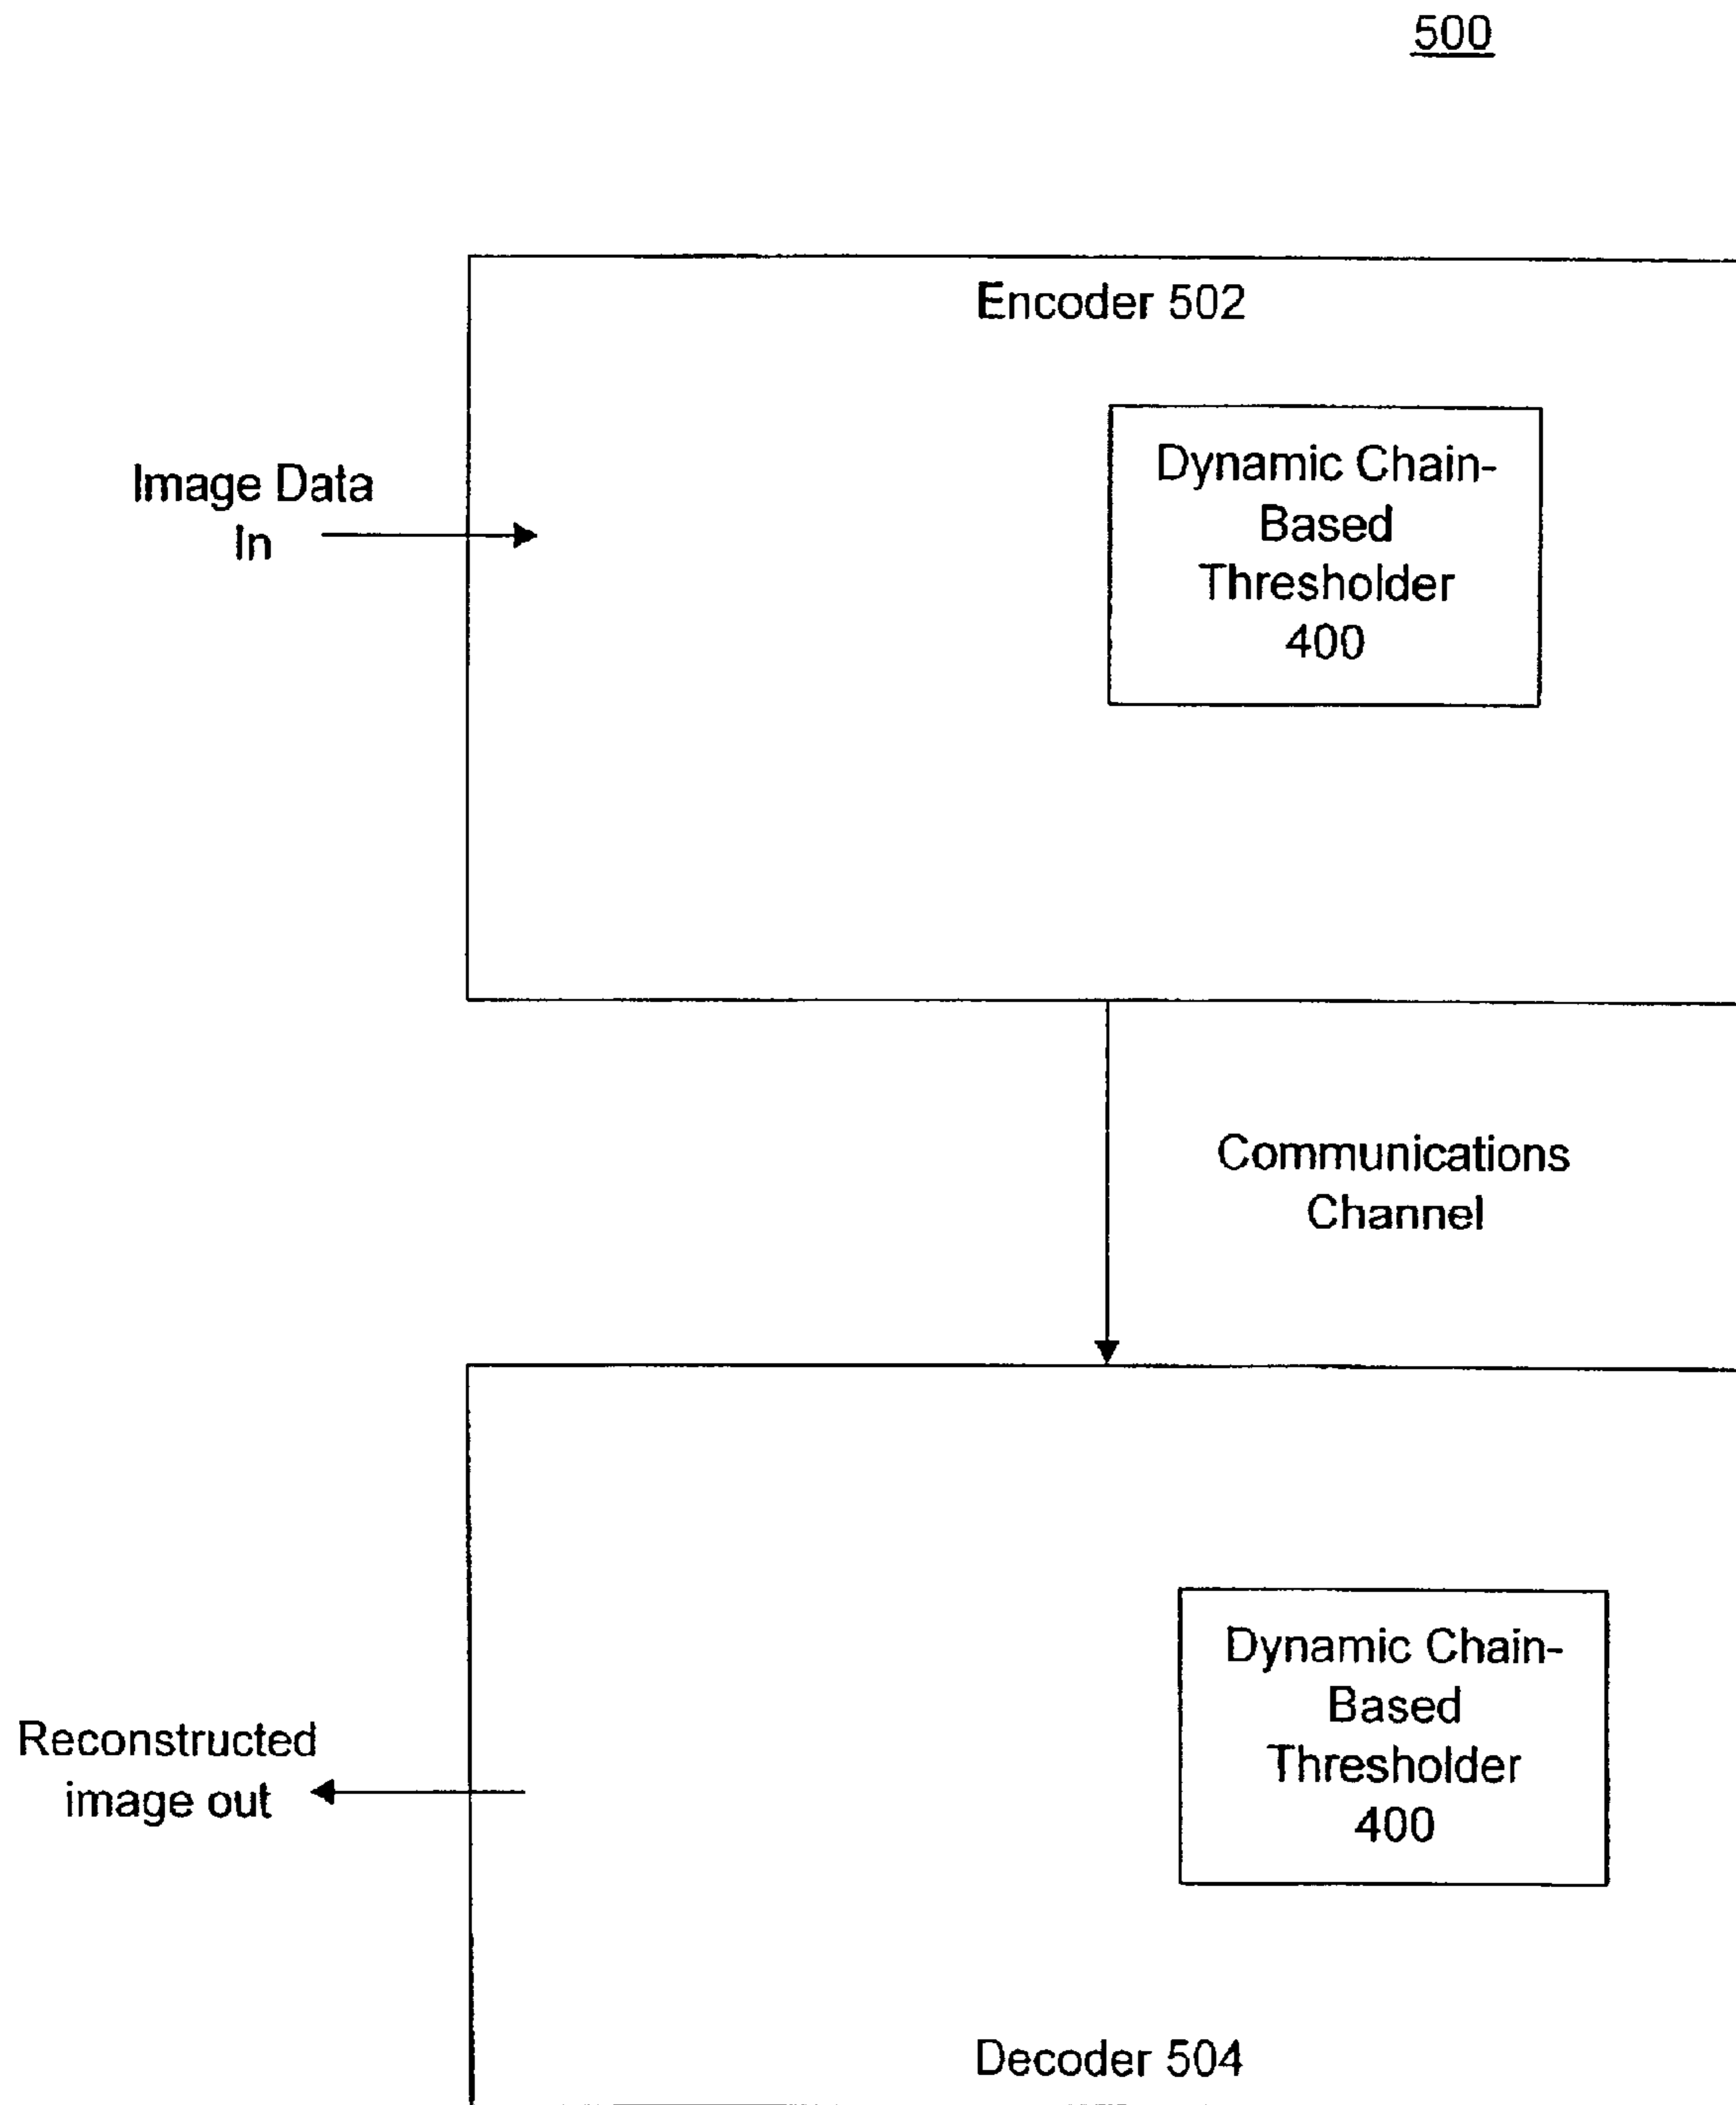 500
Encoder 502
Image Data
In
Dynamic Chain-
Based
Thresholder
400
Communications
Channel
Dynamic Chain-
Based
Thresholder
400
Reconstructed
image out
Decoder 504